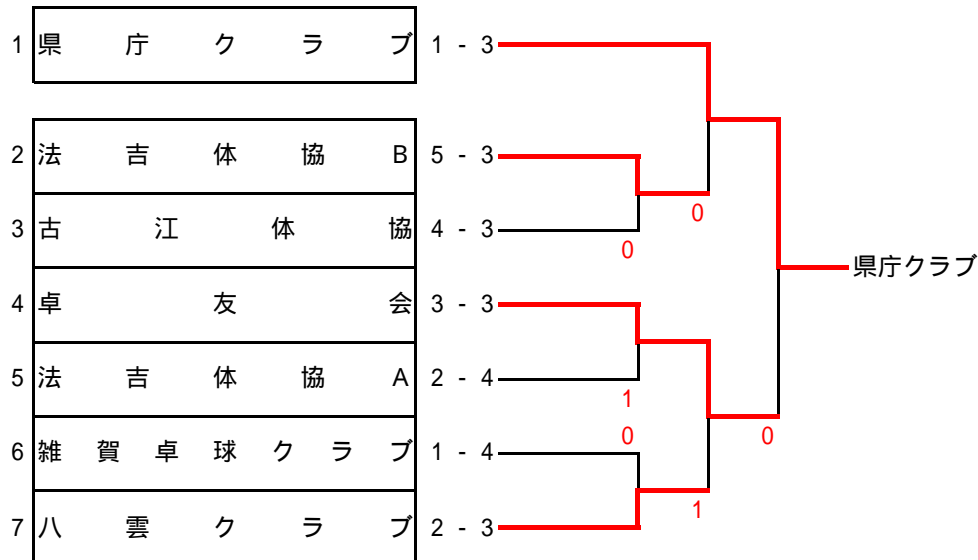 1 県庁クラブ 1 - 3
2 法吉体協B 5 - 3
0
3 古江体協 4 - 3
0
県庁クラブ
4 卓友会 3 - 3
5 法吉体協A 2 - 4
1
0
0
6 雑賀卓球クラブ 1 - 4
1
7 八雲クラブ 2 - 3